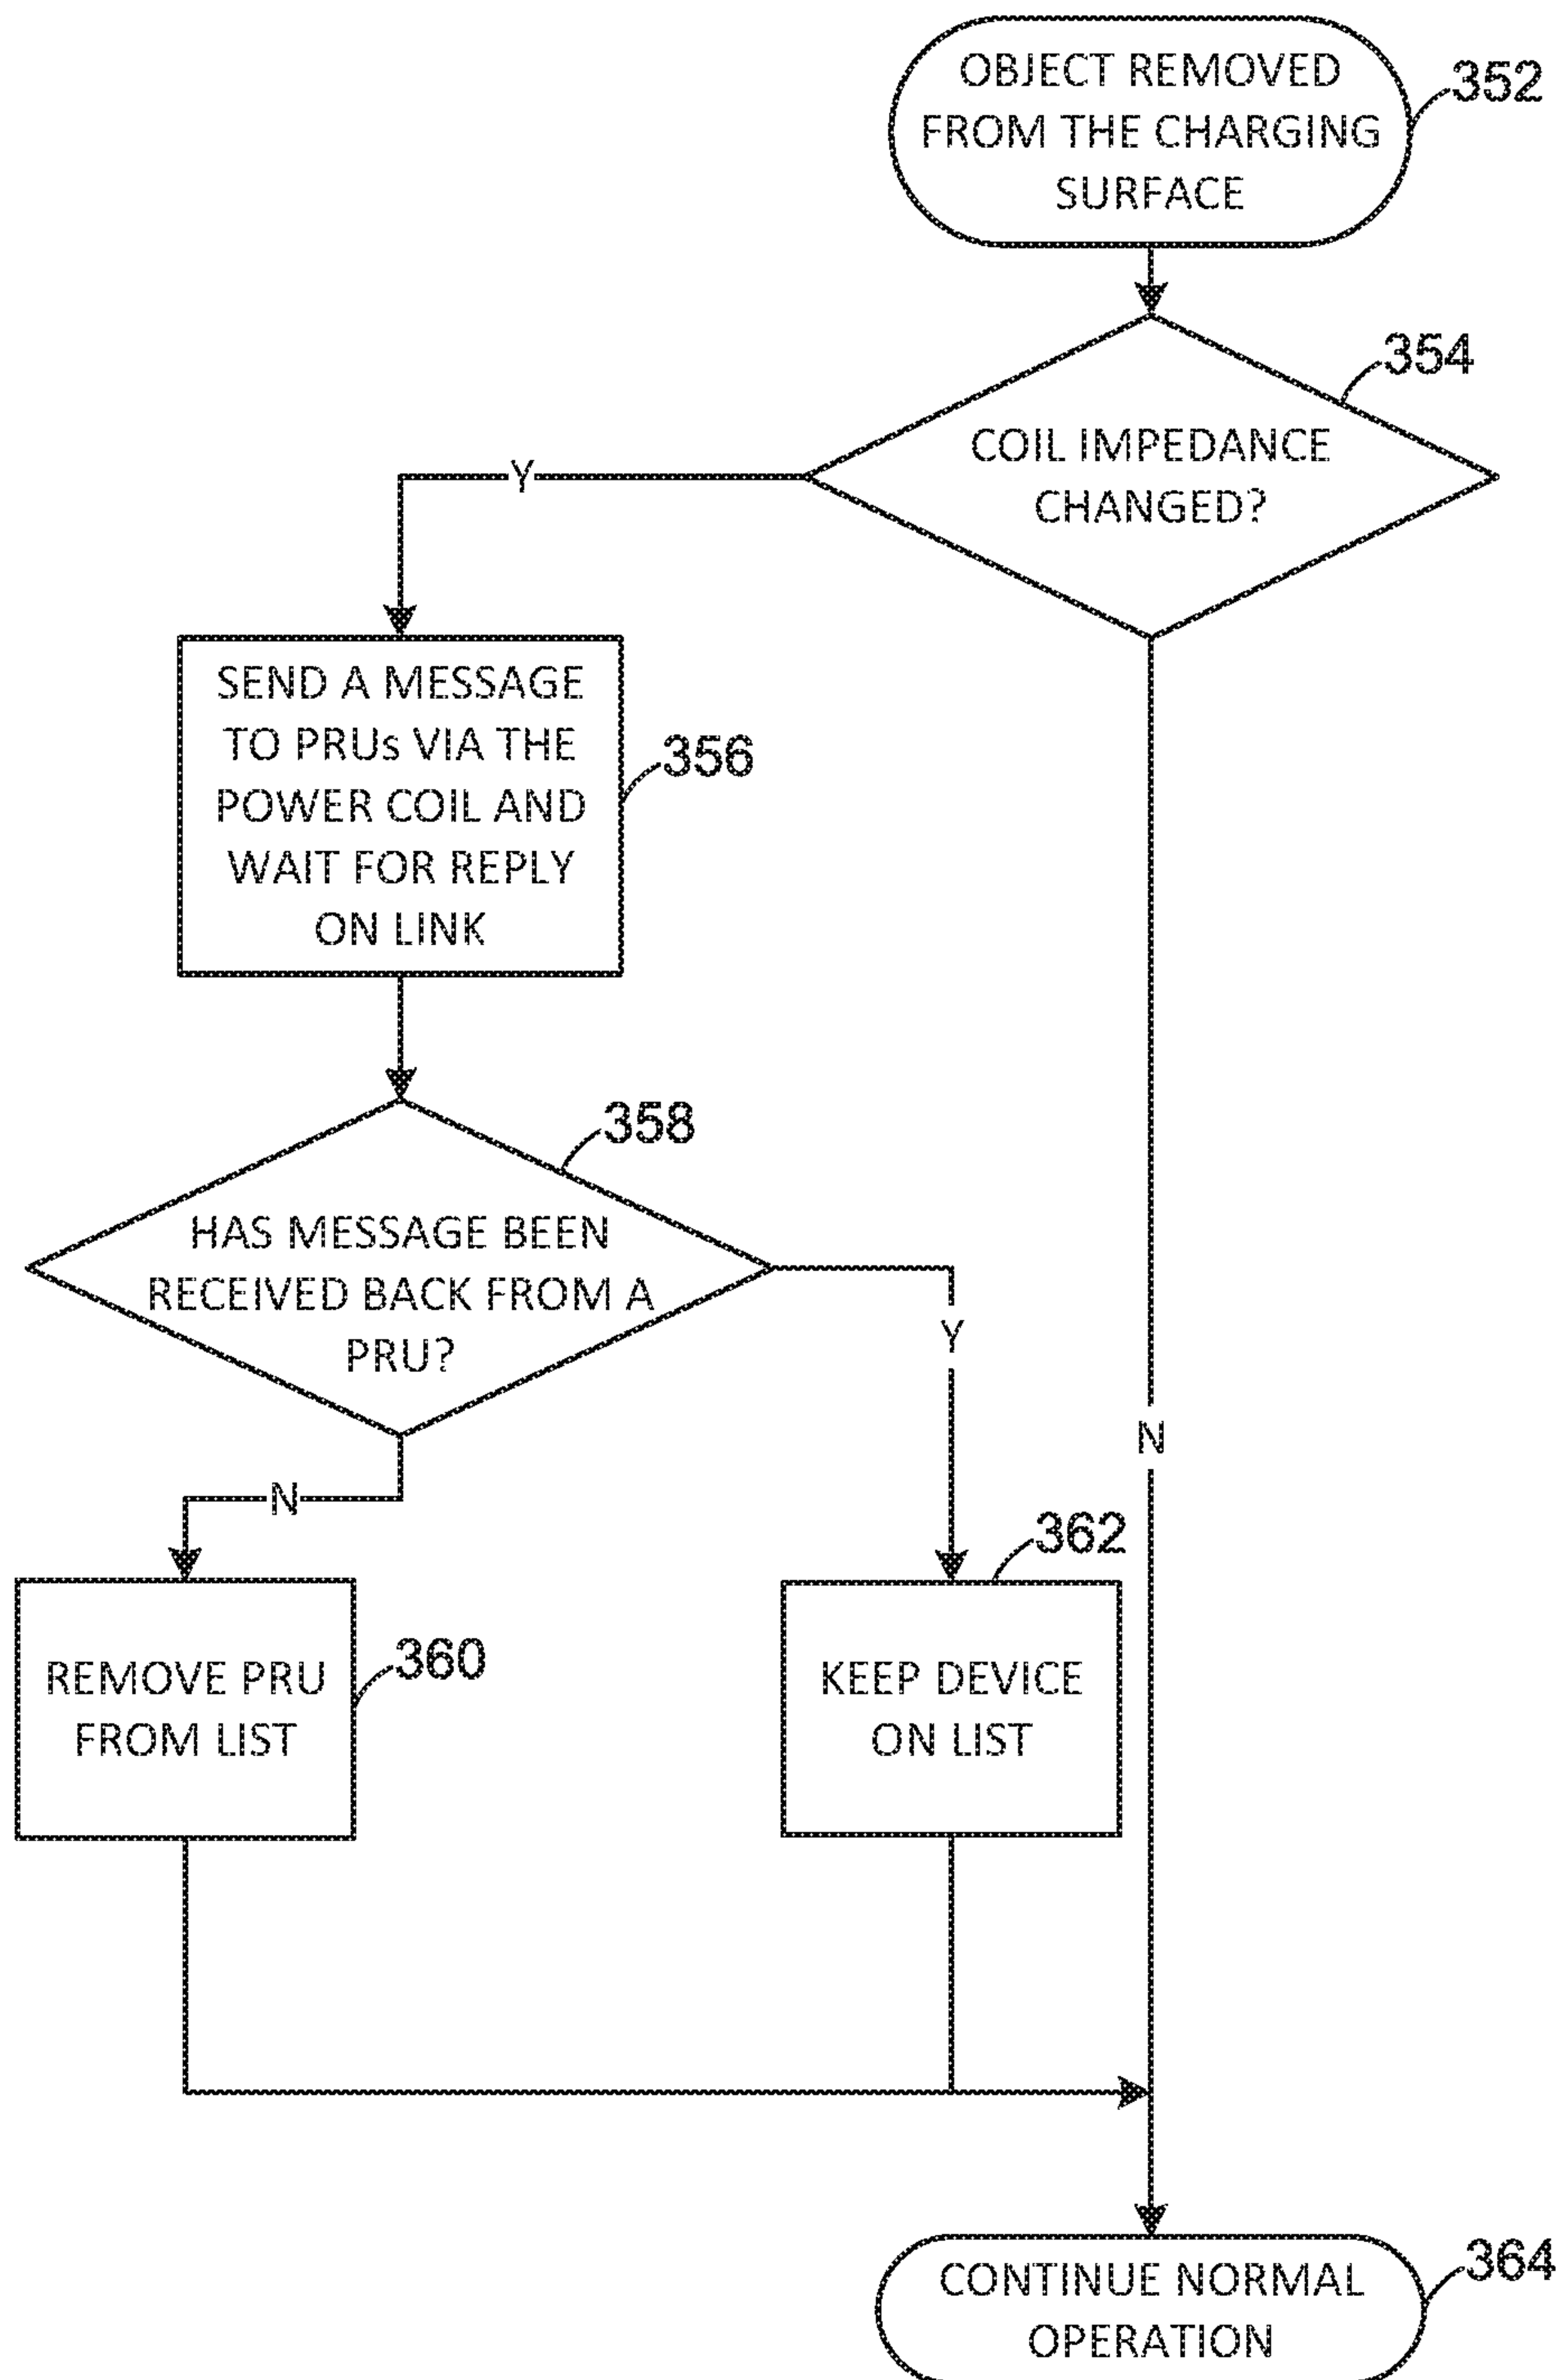 OBJECT REMOVED
FROM THE CHARGING
SURFACE
352
354
COIL IMPEDANCE
CHANGED?
Y
SEND A MESSAGE
TO PRUs VIA THE
POWER COIL AND
WAIT FOR REPLY
ON LINK
356
358
HAS MESSAGE BEEN
RECEIVED BACK FROM A
PRU?
Y
N
N
362
REMOVE PRU
FROM LIST
360
KEEP DEVICE
ON LIST
CONTINUE NORMAL
OPERATION
364